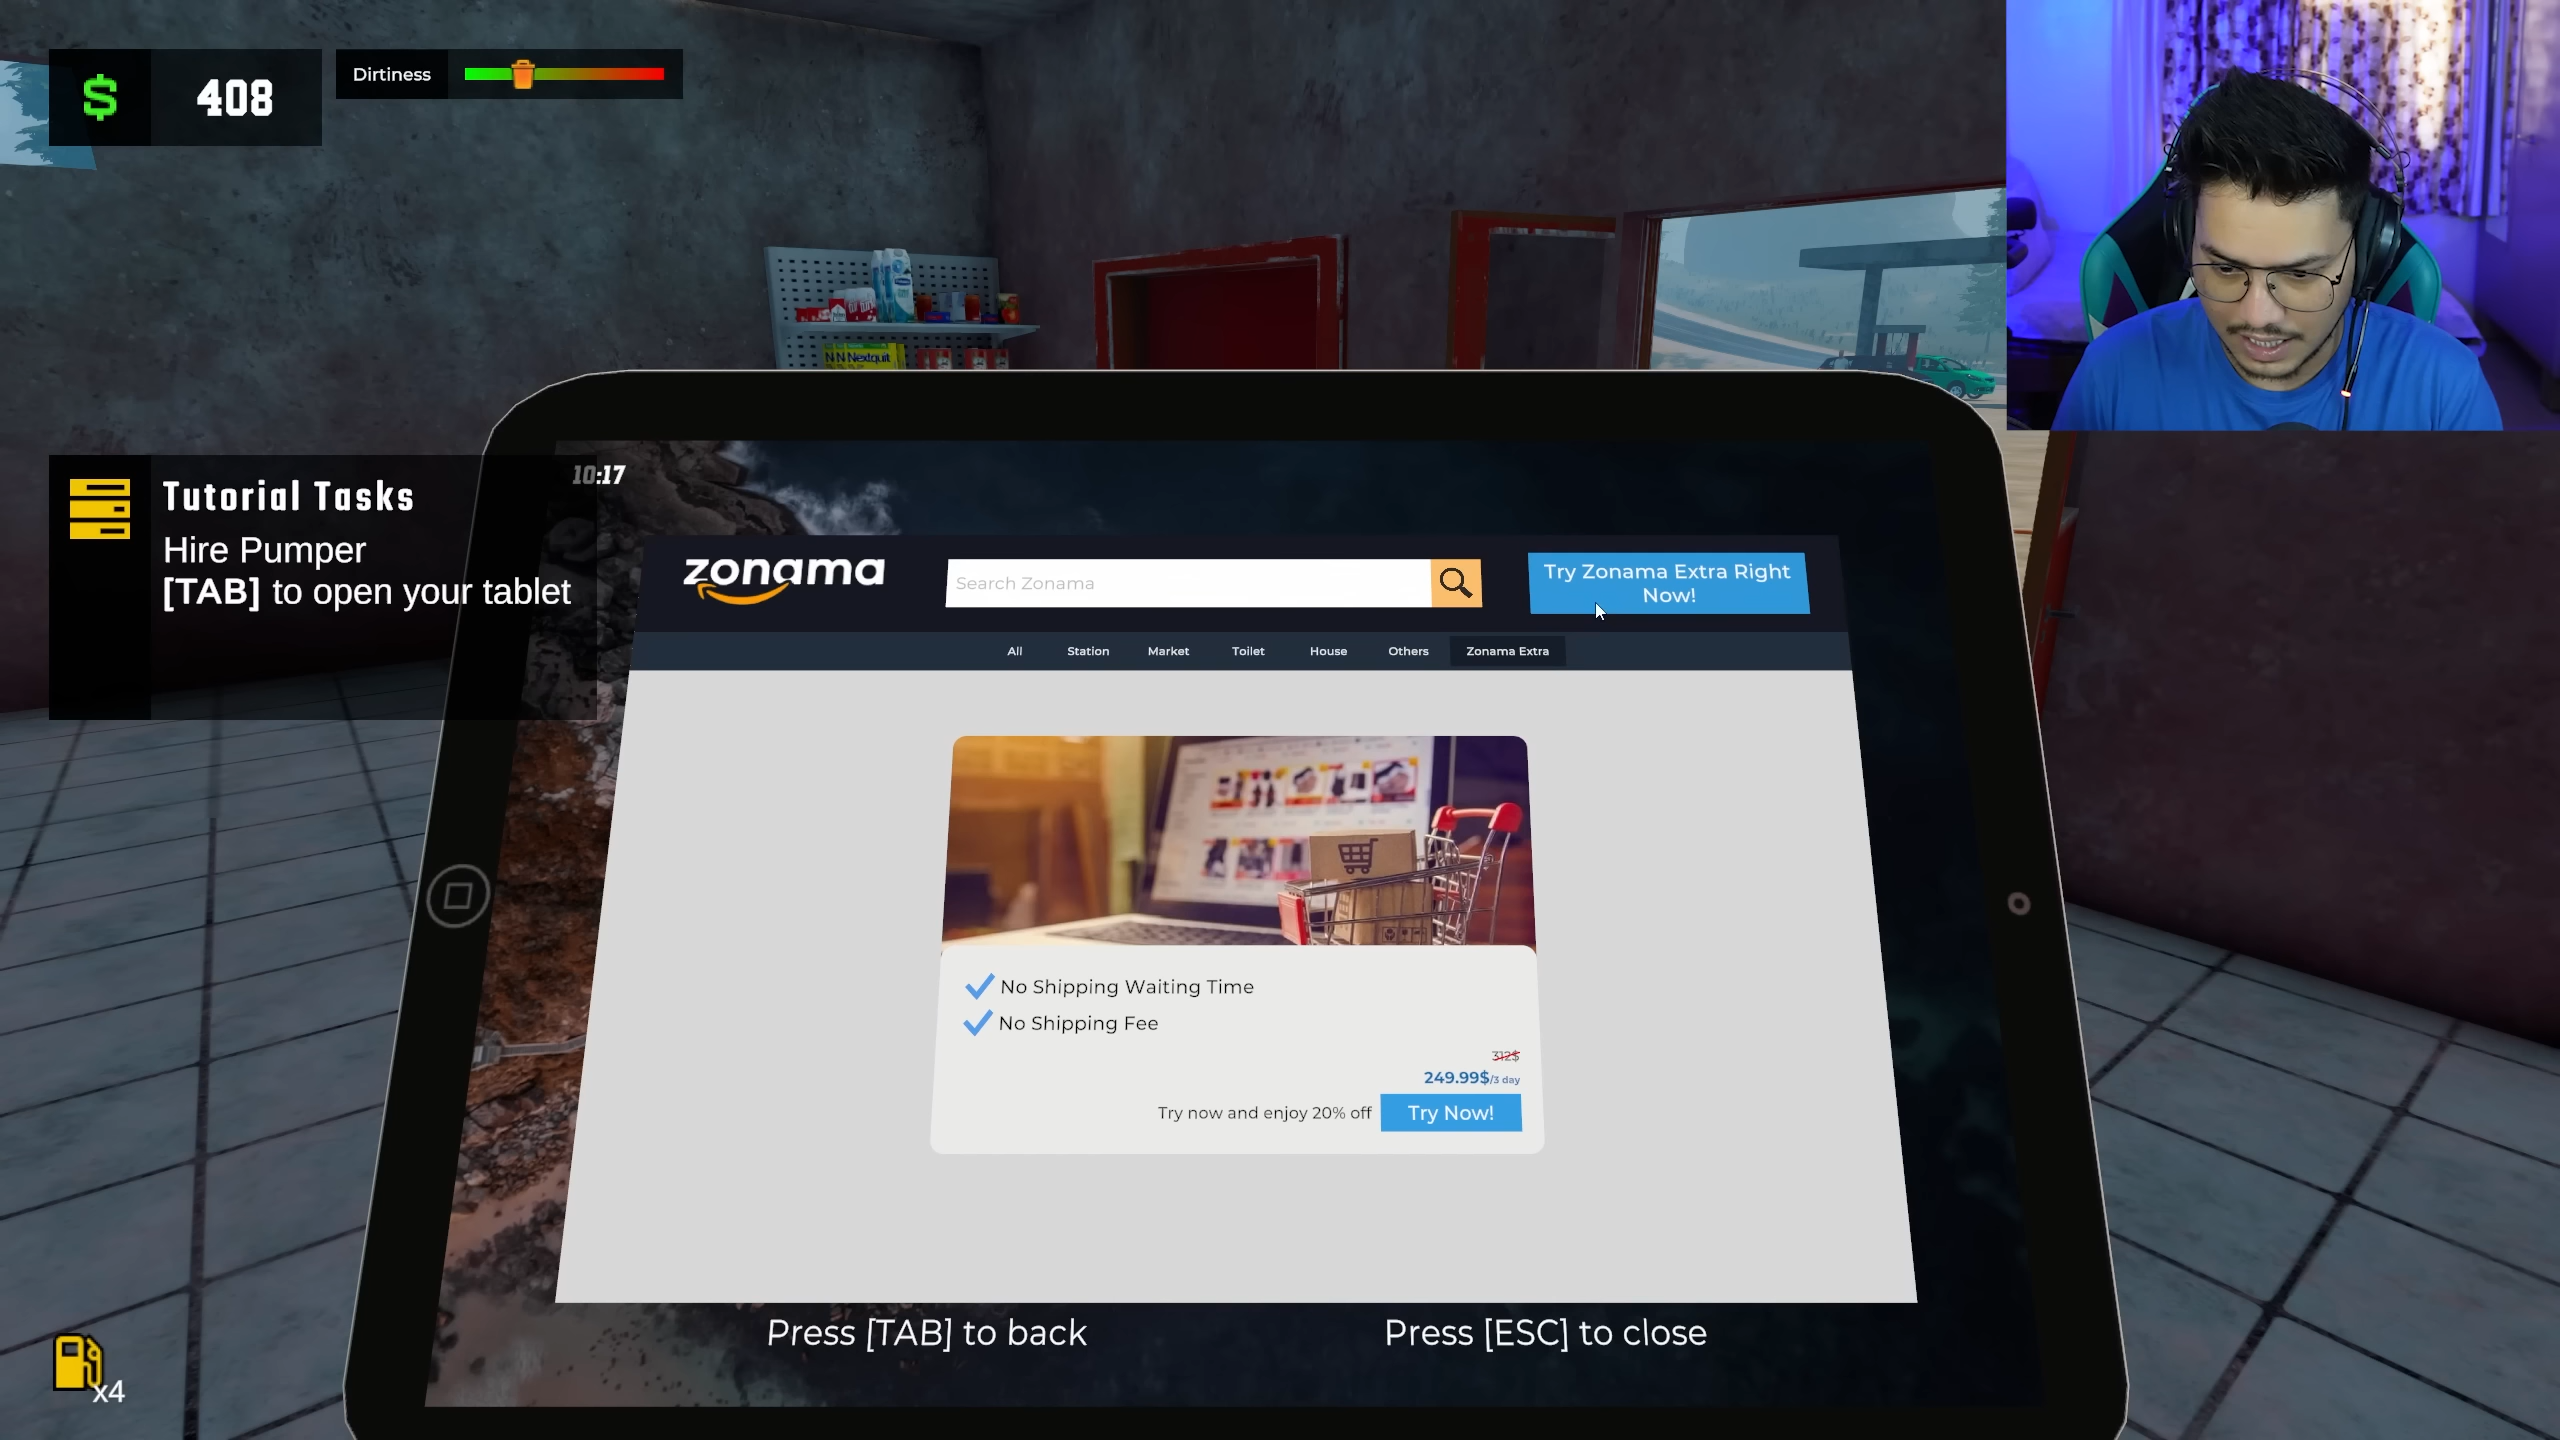 $ 408
Dirtiness
Tutorial Tasks
Hire Pumper
[TAB] to open your tablet
10:17
zonama
Search Zonama
Try Zonama Extra Right
Now!
All Station Market Toilet House Others Zonama Extra
No Shipping Waiting Time
No Shipping Fee
312$
249.99$/3 day
Try now and enjoy 20% off Try Now!
Press [TAB] to back Press [ESC] to close
x4
Nextquit